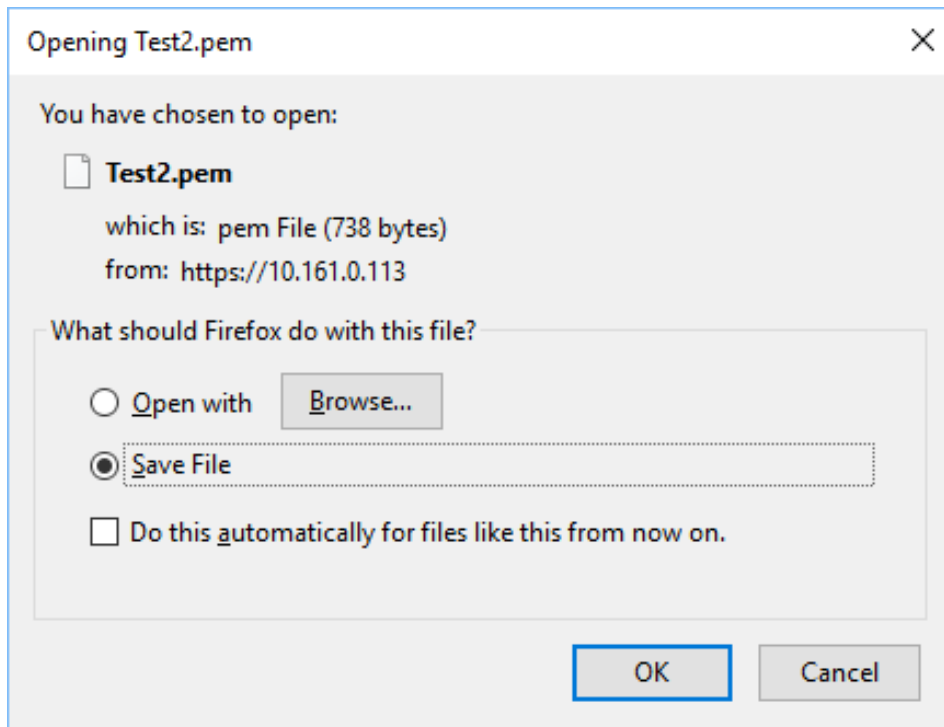 Opening Test2.pem
You have chosen to open:
Test2.pem
which is: pem File (738 bytes)
from: https://10.161.0.113
What should Firefox do with this file?
Open with Browse...
Save File
Do this automatically for files like this from now on.
OK Cancel